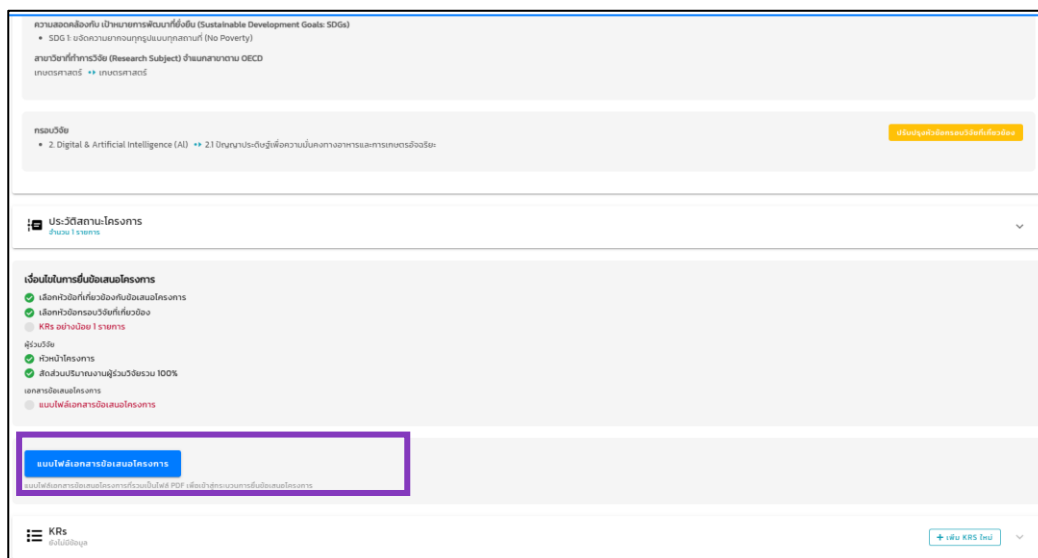 ความสอดคล้องกับ เป้าหมายการพัฒนาที่ยั่งยืน (Sustainable Development Goals: SDGs)
• SDG 1: ขจัดความยากจนทุกรูปแบบทุกสถานที่ (No Poverty)
สาขาวิชาที่ทำการวิจัย (Research Subject) จำแกนสาขาตาม OECD
เกษตรศาสตร์ ↔ เกษตรศาสตร์
กรอบวิจัย
ปรับปรุงหัวข้อกรอบวิจัยที่เกี่ยวข้อง
• 2. Digital & Artificial Intelligence (AI) ↔ 2.1 ปัญญาประดิษฐ์เพื่อความมั่นคงทางอาหารและการเกษตรอัจฉริยะ
ประวัติสถานะโครงการ
จำนวน 1 รายการ
เงื่อนไขในการยื่นข้อเสนอโครงการ
เลือกหัวข้อที่เกี่ยวข้องกับข้อเสนอโครงการ
เลือกหัวข้อกรอบวิจัยที่เกี่ยวข้อง
KRs อย่างน้อย 1 รายการ
ผู้ร่วมวิจัย
หัวหน้าโครงการ
สัดส่วนปริมาณงานผู้ร่วมวิจัยรวม 100%
เอกสารข้อเสนอโครงการ
แนบไฟล์เอกสารข้อเสนอโครงการ
แนบไฟล์เอกสารข้อเสนอโครงการ
แนบไฟล์เอกสารข้อเสนอโครงการที่รวมเป็นไฟล์ PDF เพื่อเข้าสู่กระบวนการยื่นข้อเสนอโครงการ
KRs
ยังไม่มีข้อมูล
+ เพิ่ม KRS ใหม่